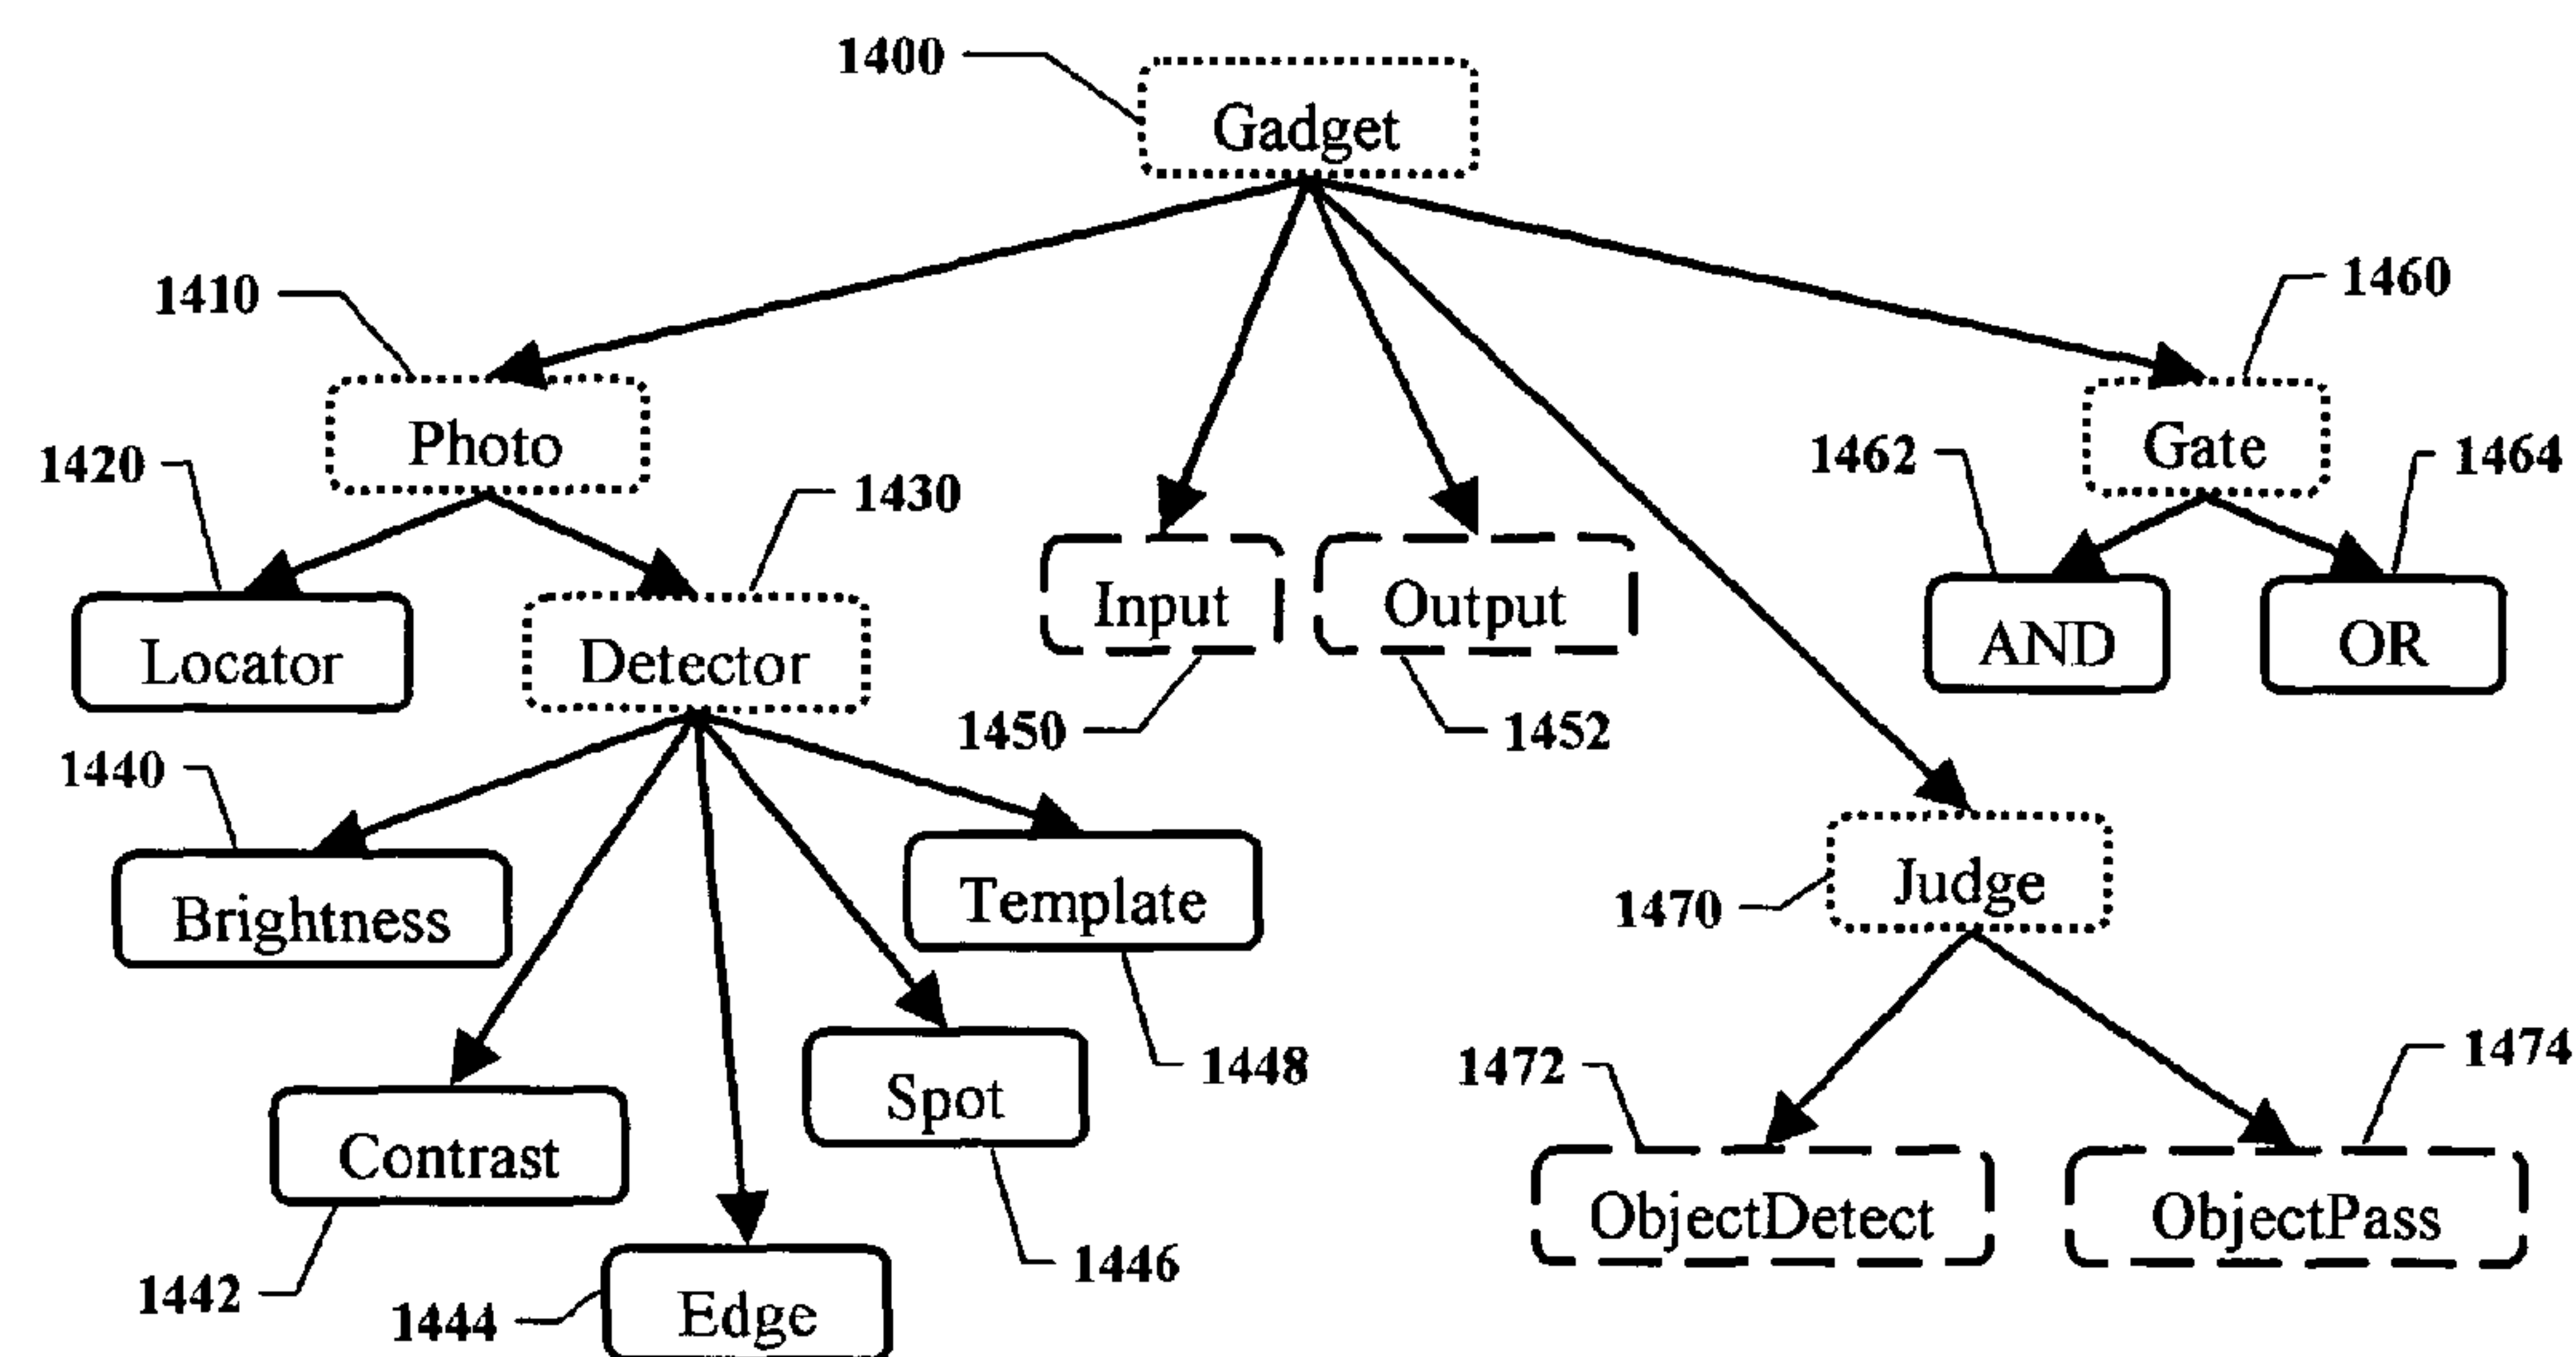 1400
Gadget
1410
1460
Photo
Gate
1420
1430
1462
1464
Locator
Detector
Input
Output
AND
OR
1450
1452
1440
Brightness
Template
Judge
1470
Contrast
Spot
1448
1472
1474
ObjectDetect
ObjectPass
1442
1446
1444
Edge